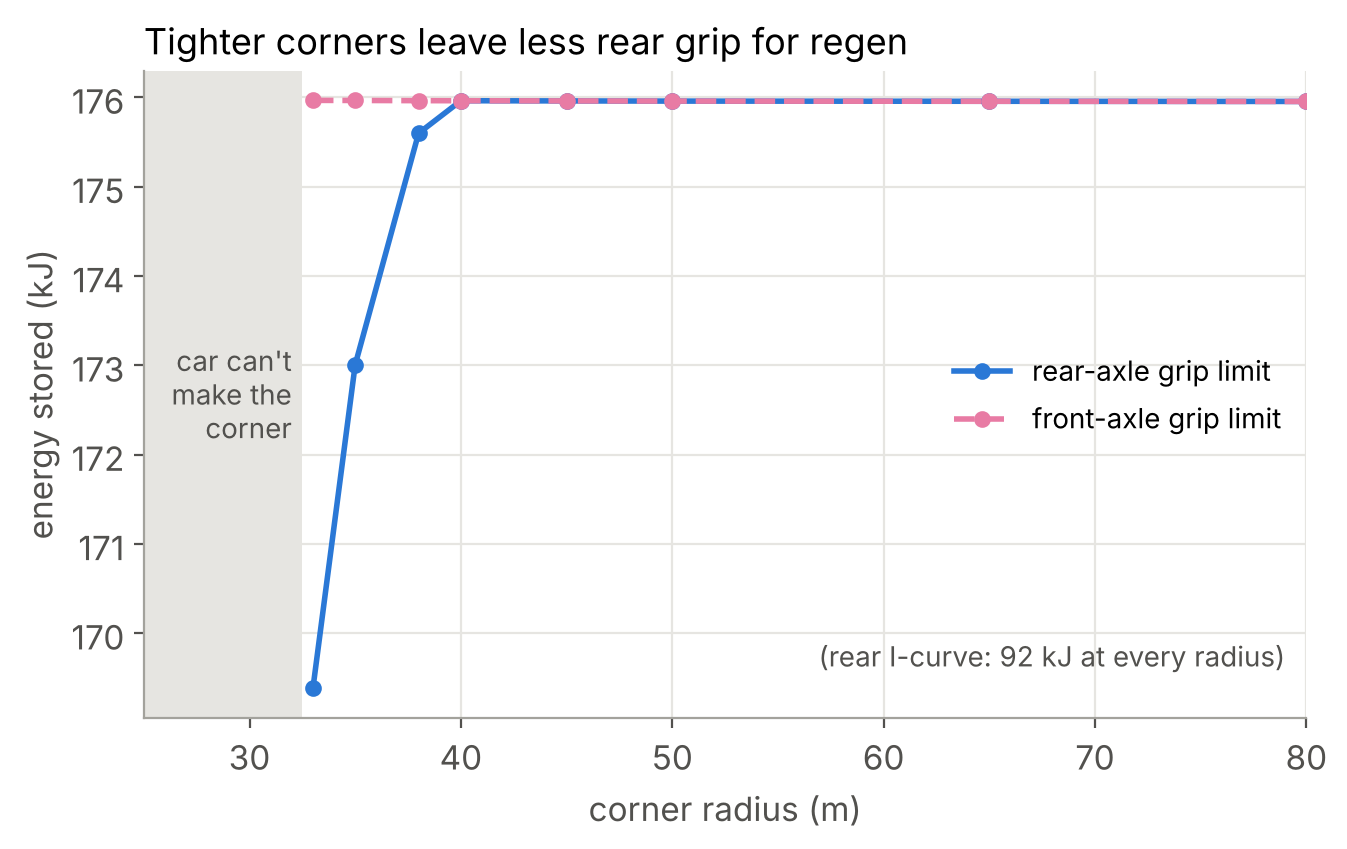 Tighter corners leave less rear grip for regen
176
175
174
173
172
171
170
energy stored (kJ)
car can't
make the
corner
rear-axle grip limit
front-axle grip limit
(rear I-curve: 92 kJ at every radius)
30
40
50
60
70
80
corner radius (m)